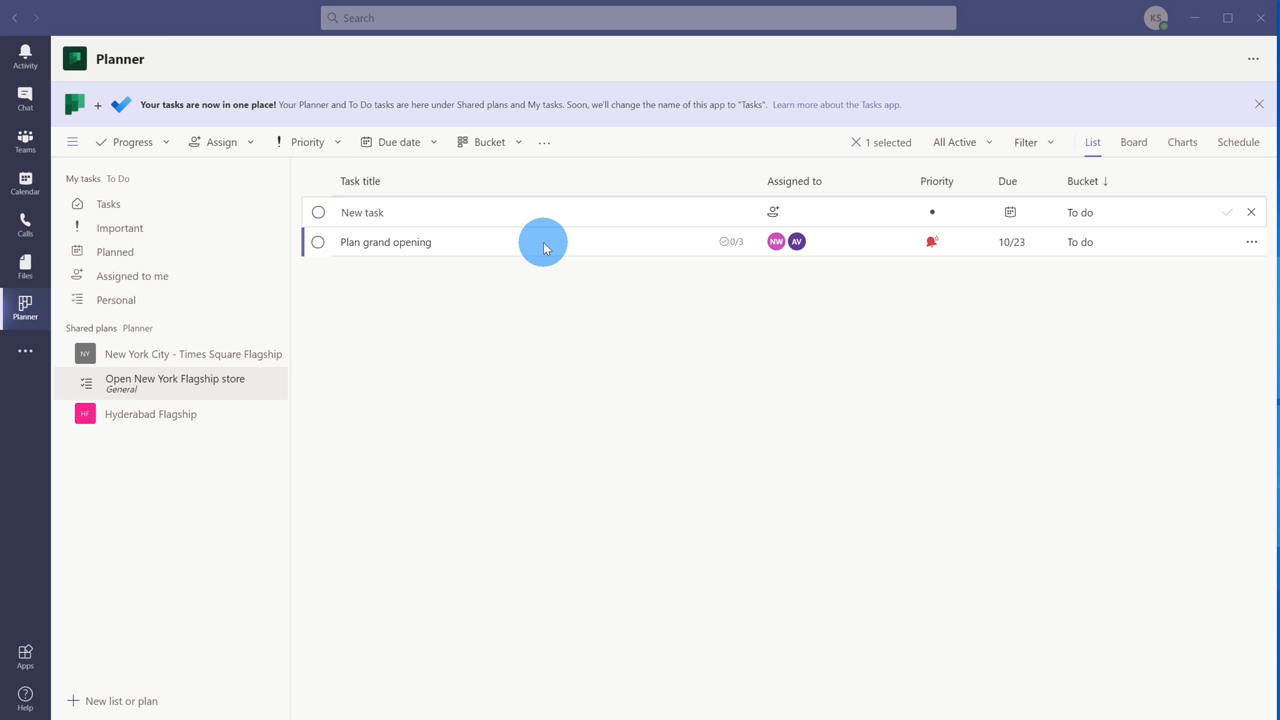 Search
KS
Activity
Chat
Teams
Calendar
Calls
Files
Planner
Apps
Help
Planner
Your tasks are now in one place! Your Planner and To Do tasks are here under Shared plans and My tasks. Soon, we'll change the name of this app to "Tasks". Learn more about the Tasks app.
Progress Assign Priority Due date Bucket 1 selected All Active Filter List Board Charts Schedule
My tasks To Do
Tasks
Important
Planned
Assigned to me
Personal
Shared plans Planner
NY New York City - Times Square Flagship
Open New York Flagship store
General
HF Hyderabad Flagship
New list or plan
Task title Assigned to Priority Due Bucket
New task To do
Plan grand opening 0/3 NW AV 10/23 To do